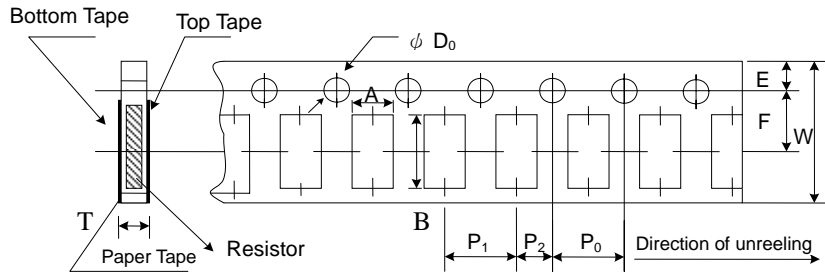 Bottom Tape
Top Tape
ϕ D₀
A
E
F
W
T
B
P₁
P₂
P₀
Resistor
Direction of unreeling
Paper Tape